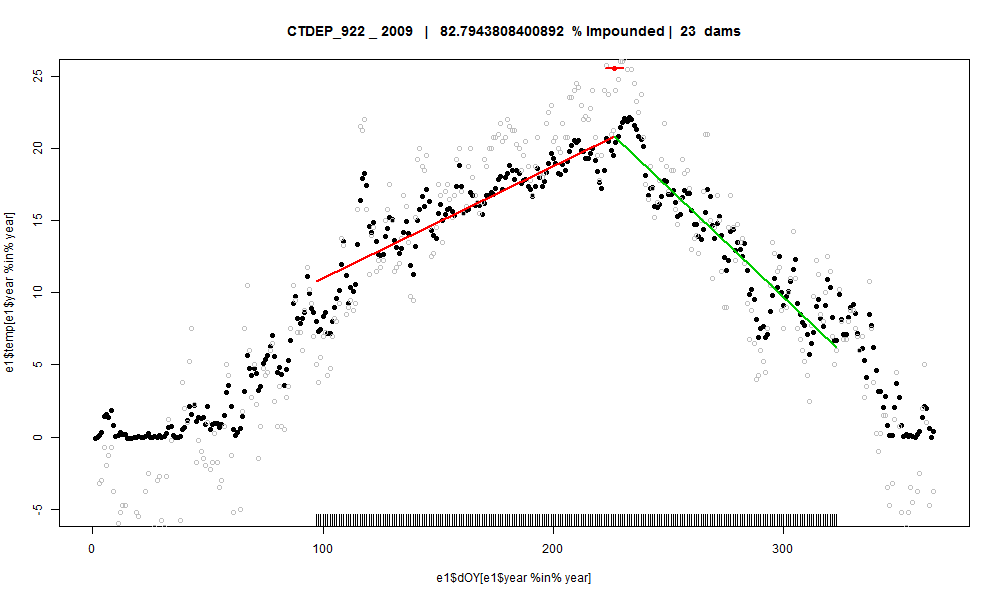 CTDEP_922 _ 2009 | 82.7943808400892 % Impounded | 23 dams
25
20
15
10
5
0
-5
e1$temp[e1$year %in% year]
0 100 200 300
e1$dOY[e1$year %in% year]